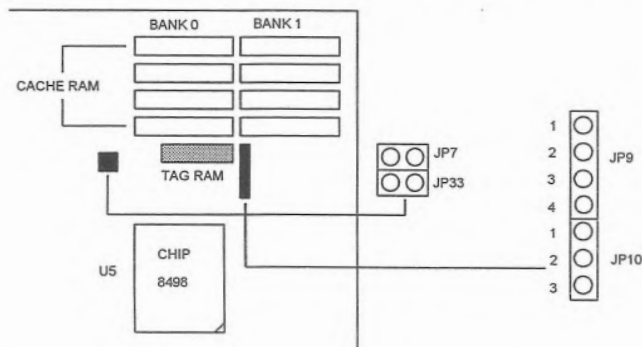 BANK 0
BANK 1
CACHE RAM
TAG RAM
JP7
JP33
U5
CHIP
8498
1
2
3
4
JP9
1
2
3
JP10